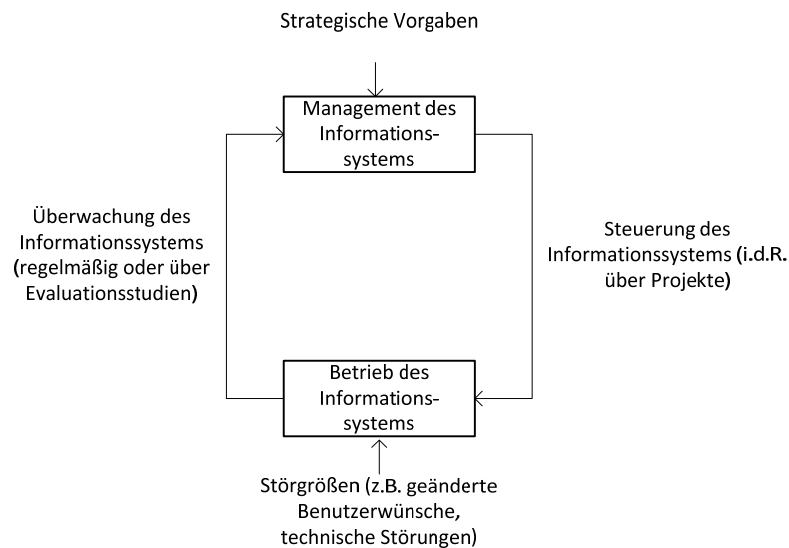 Strategische Vorgaben
Management des
Informations-
systems
Überwachung des
Informationssystems
(regelmäßig oder über
Evaluationsstudien)
Steuerung des
Informationssystems (i.d.R.
über Projekte)
Betrieb des
Informations-
systems
Störgrößen (z.B. geänderte
Benutzerwünsche,
technische Störungen)